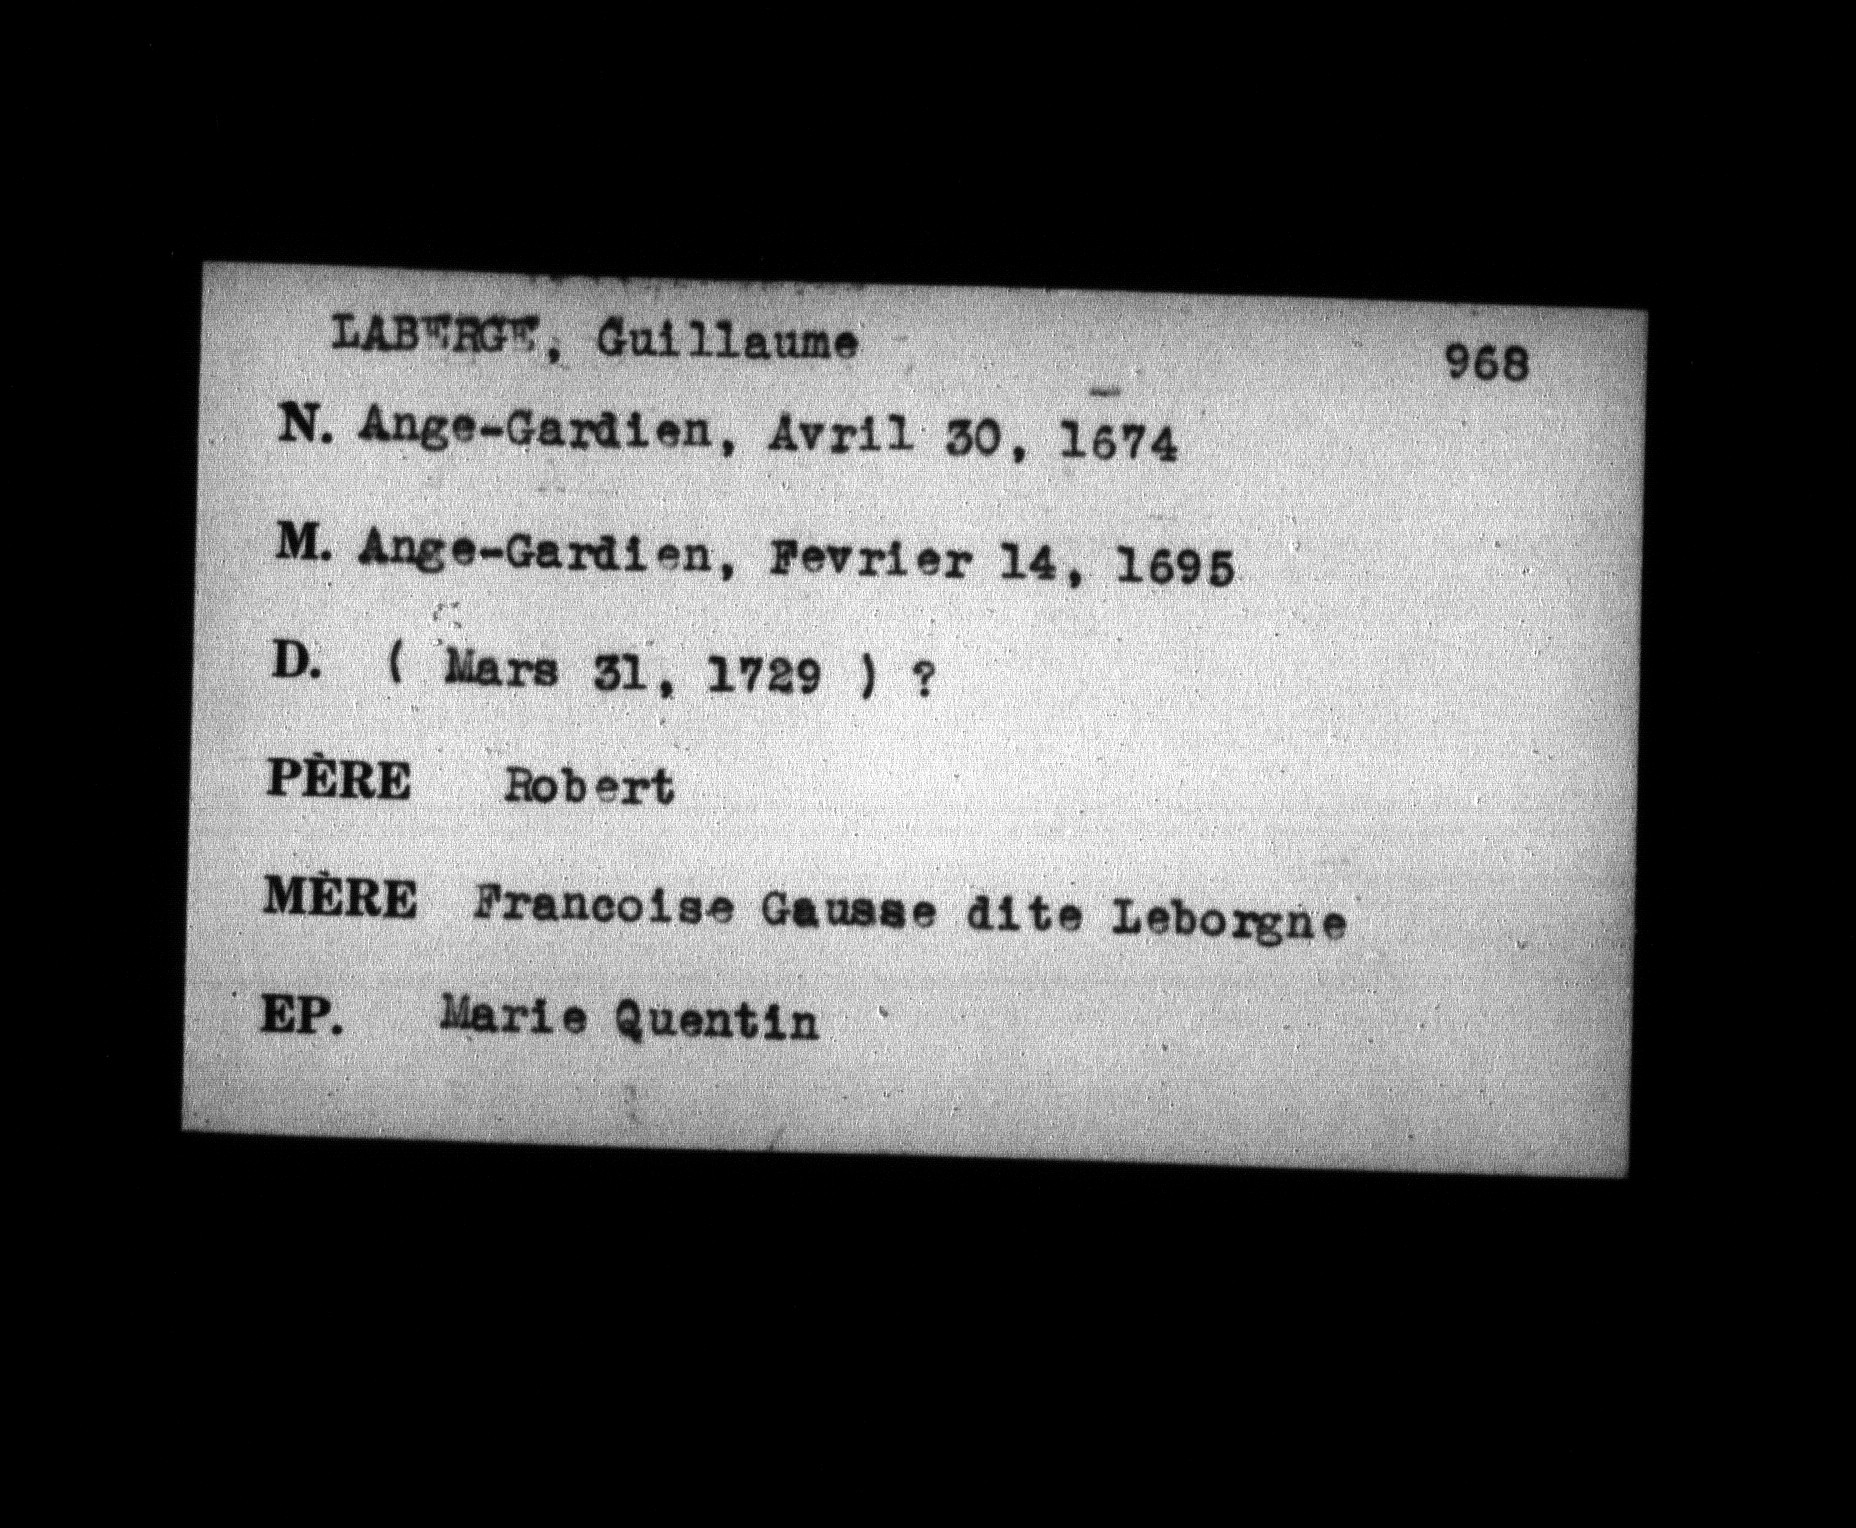 LABERGE, Guillaume 968
N. Ange-Gardien, Avril 30, 1674
M. Ange-Gardien, Fevrier 14, 1695
D. ( Mars 31, 1729 ) ?
PÈRE Robert
MÈRE Francoise Gausse dite Leborgne
EP. Marie Quentin